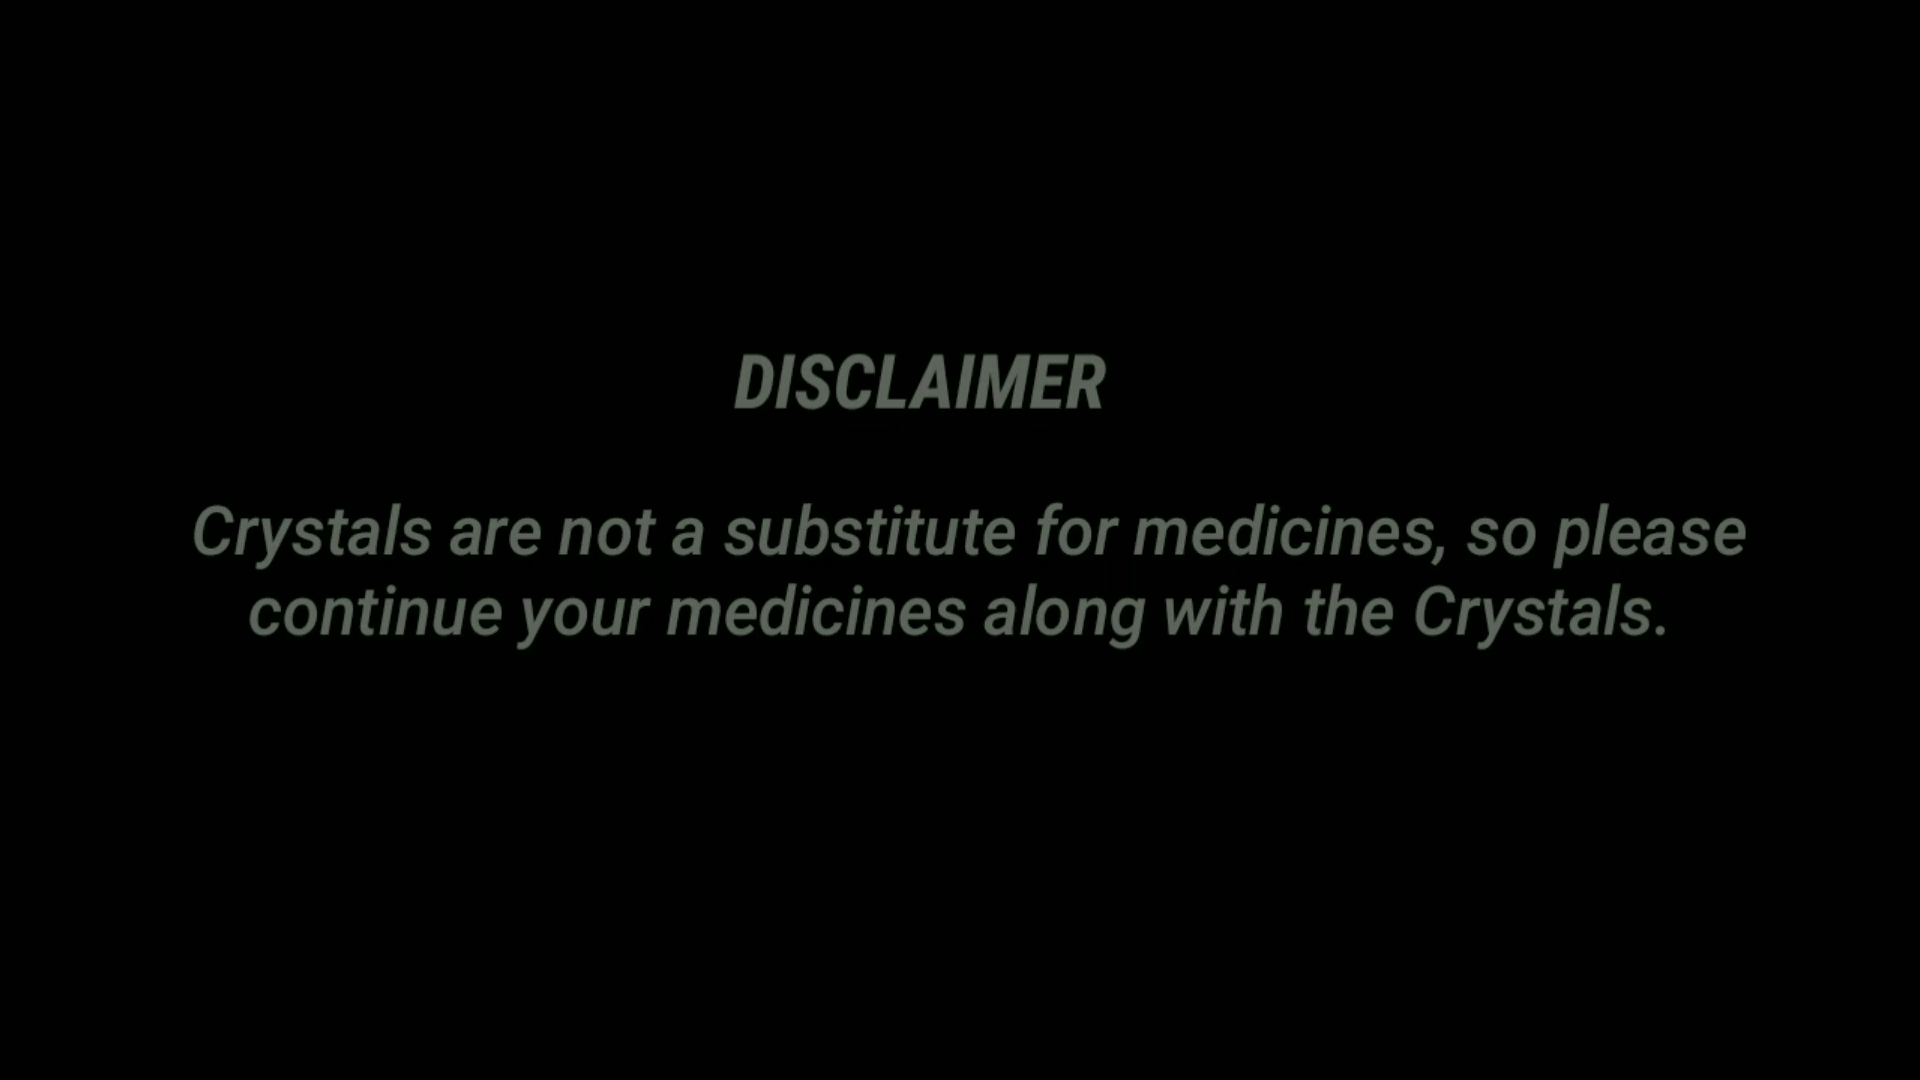 DISCLAIMER
Crystals are not a substitute for medicines, so please
continue your medicines along with the Crystals.